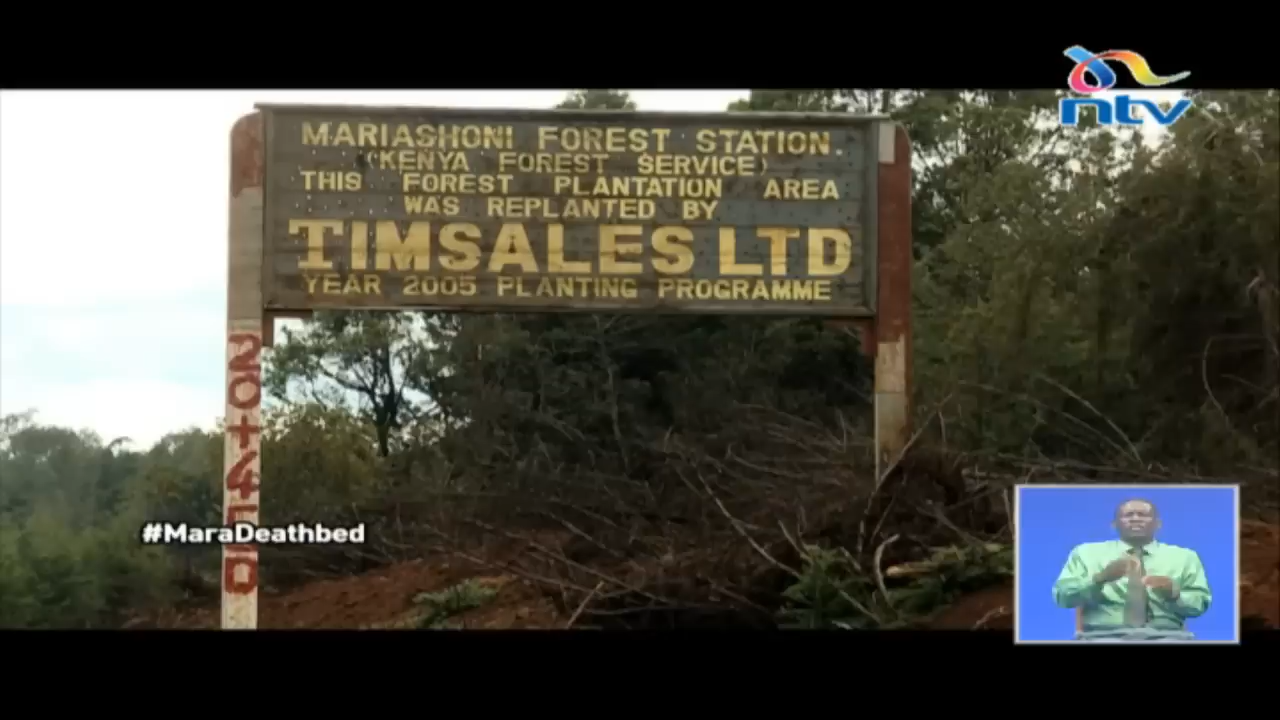 ntv
MARIASHONI FOREST STATION.
(KENYA FOREST SERVICE)
THIS FOREST PLANTATION AREA
WAS REPLANTED BY
TIMSALES LTD
YEAR 2005 PLANTING PROGRAMME
20+450
#MaraDeathbed